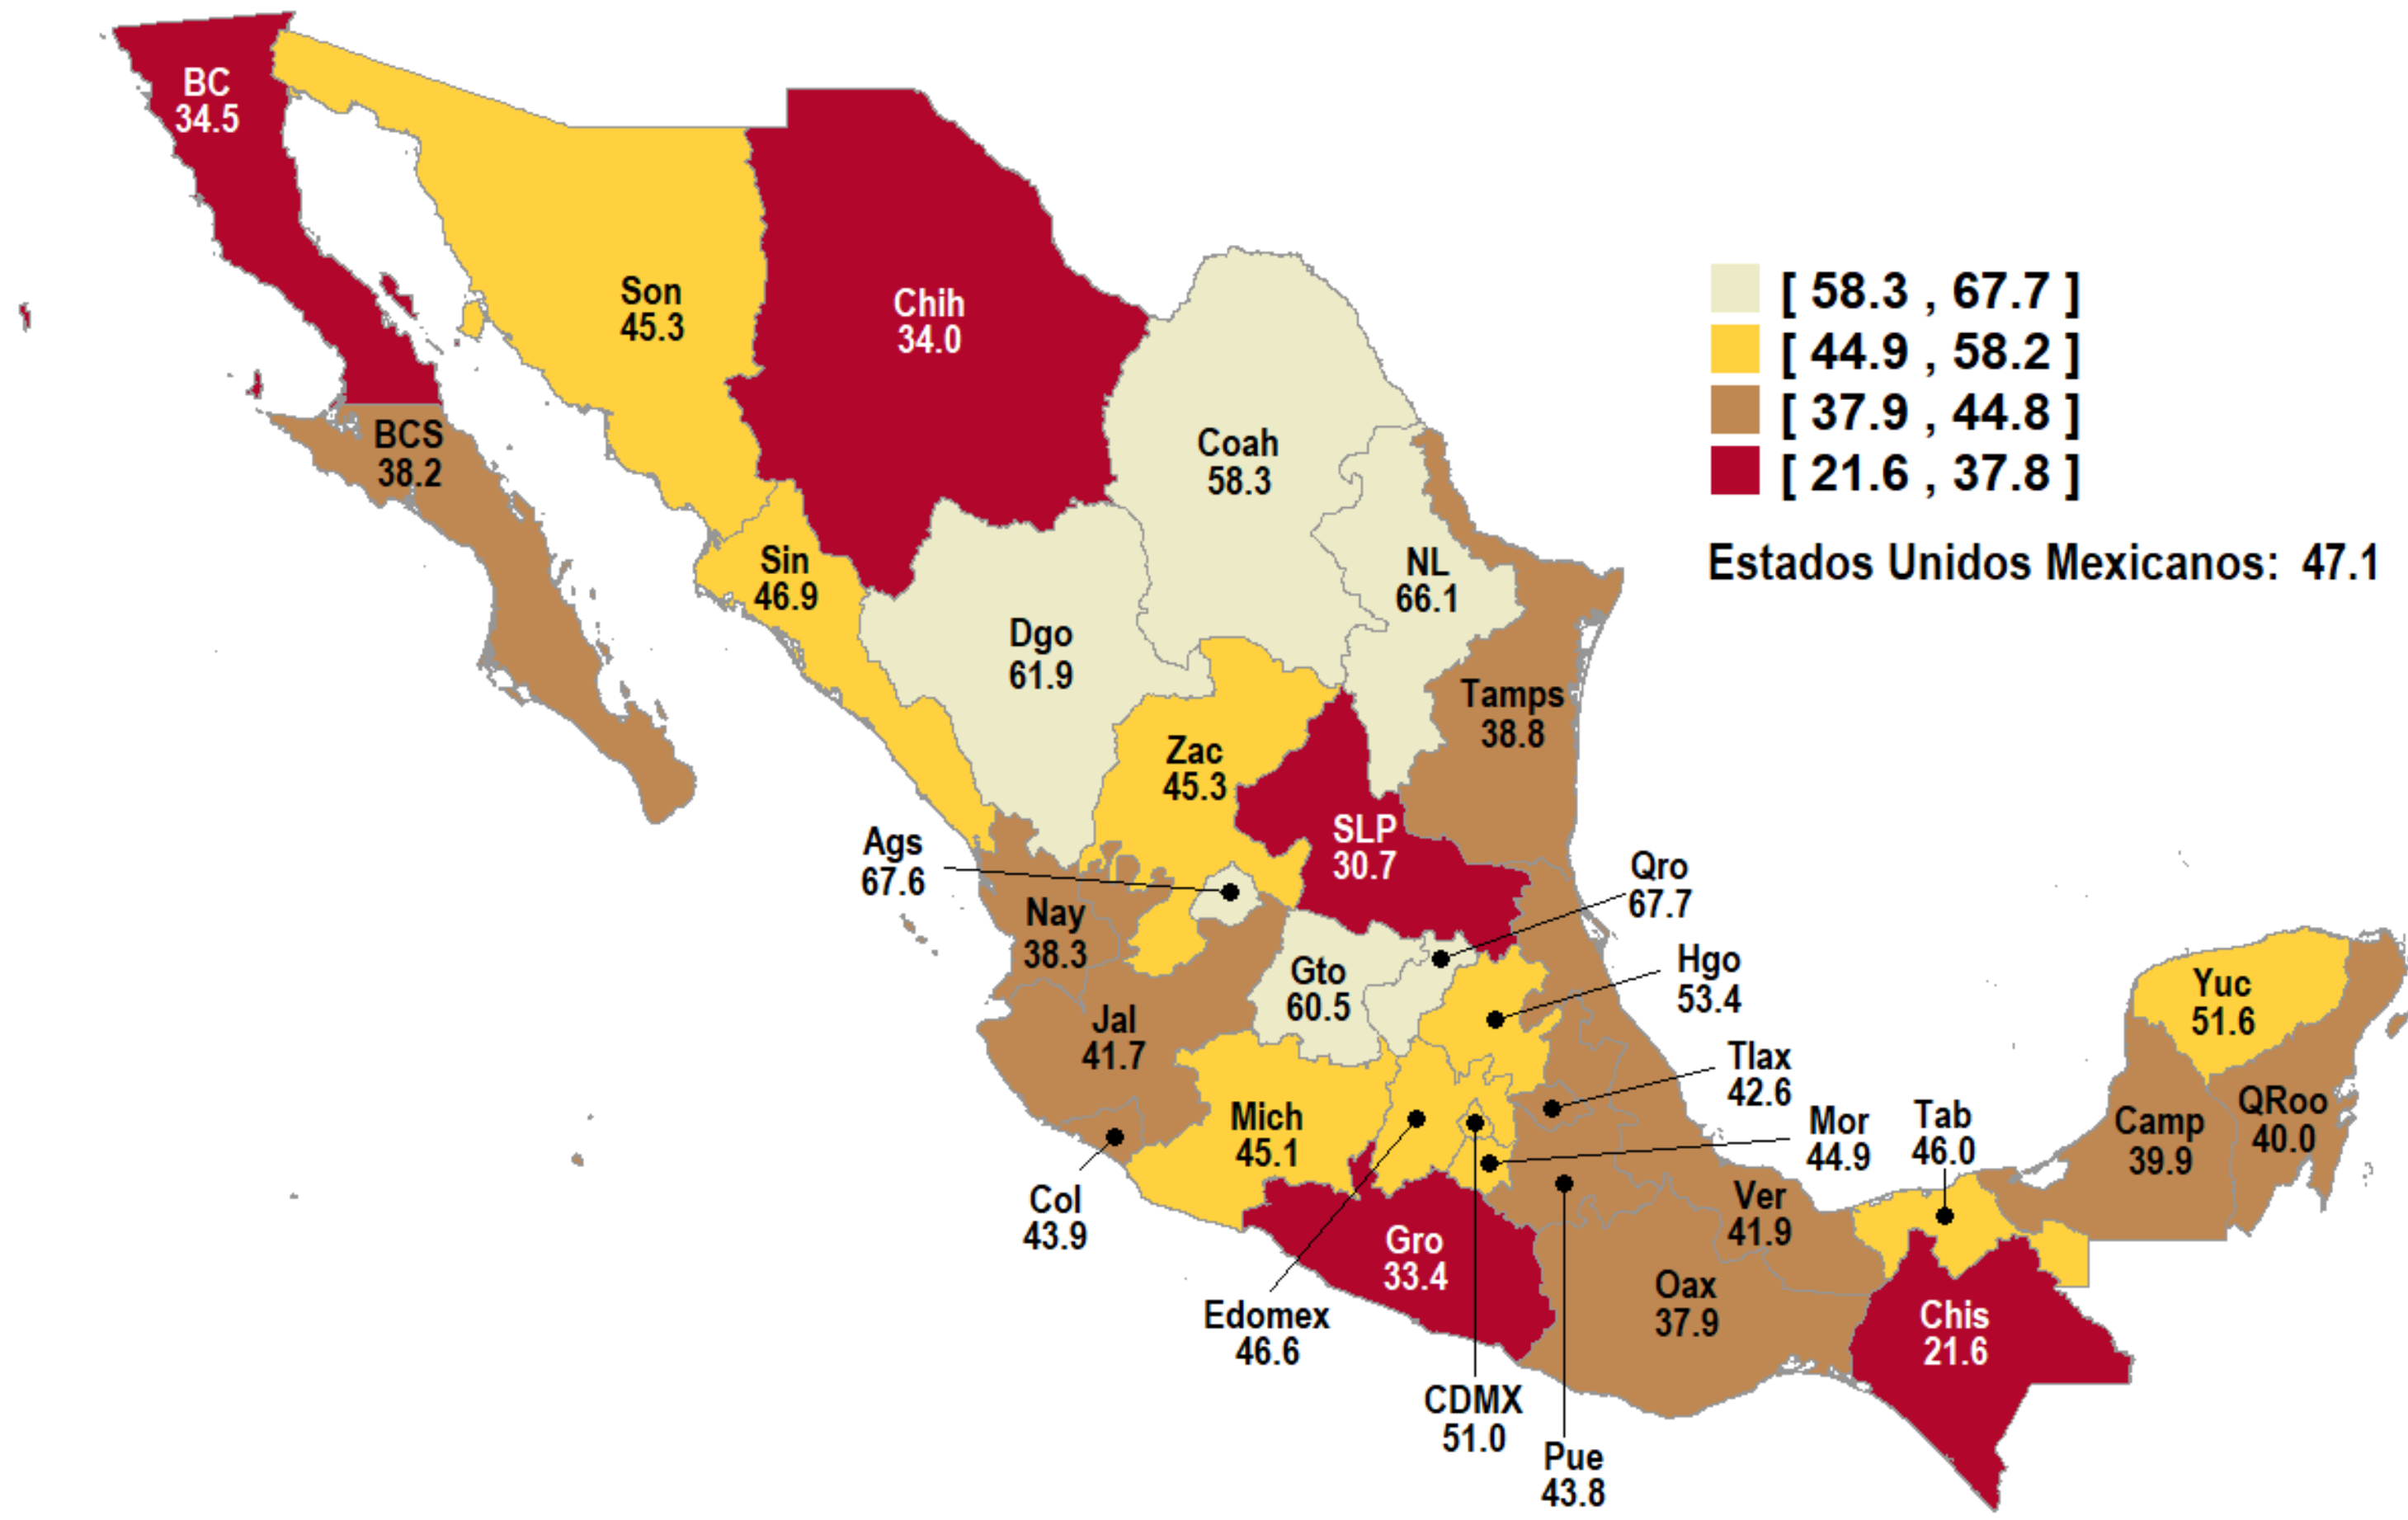 BC
34.5
Son
45.3
Chih
34.0
BCS
38.2
Coah
58.3
[ 58.3 , 67.7 ]
[ 44.9 , 58.2 ]
[ 37.9 , 44.8 ]
[ 21.6 , 37.8 ]
Estados Unidos Mexicanos: 47.1
Sin
46.9
NL
66.1
Dgo
61.9
Tamps
38.8
Zac
45.3
SLP
30.7
Ags
67.6
Qro
67.7
Nay
38.3
Gto
60.5
Hgo
53.4
Yuc
51.6
Jal
41.7
Tlax
42.6
Mich
45.1
Mor
44.9
Tab
46.0
Camp
39.9
QRoo
40.0
Col
43.9
Ver
41.9
Gro
33.4
Oax
37.9
Edomex
46.6
Chis
21.6
CDMX
51.0
Pue
43.8